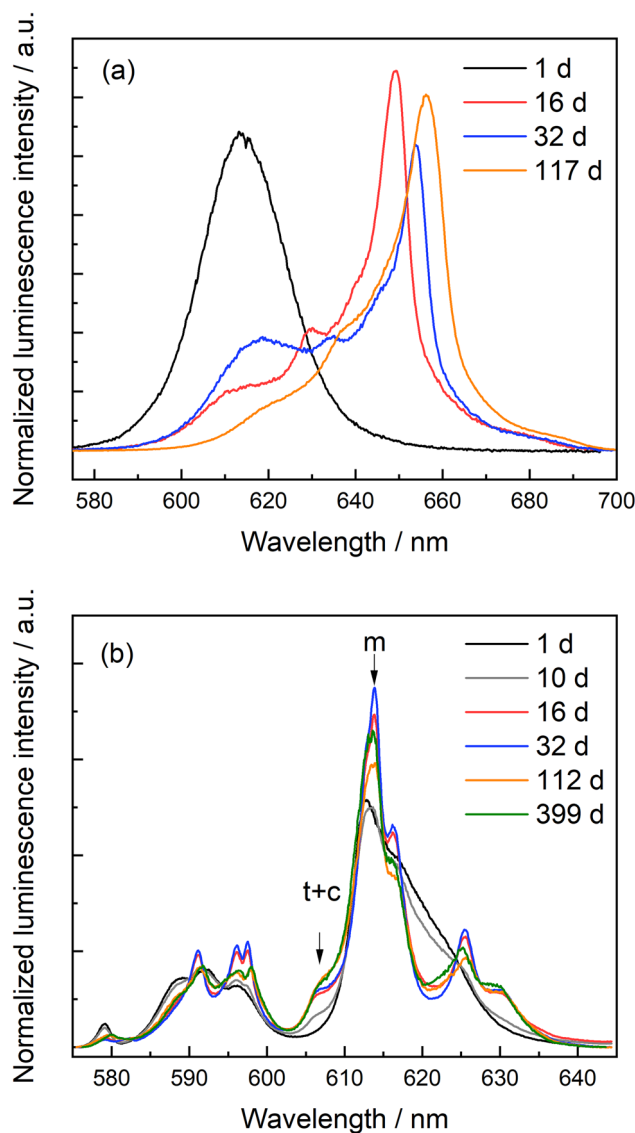 (a)
1 d
16 d
32 d
117 d
Normalized luminescence intensity / a.u.
580 600 620 640 660 680 700
Wavelength / nm
(b)
m
t+c
1 d
10 d
16 d
32 d
112 d
399 d
Normalized luminescence intensity / a.u.
580 590 600 610 620 630 640
Wavelength / nm